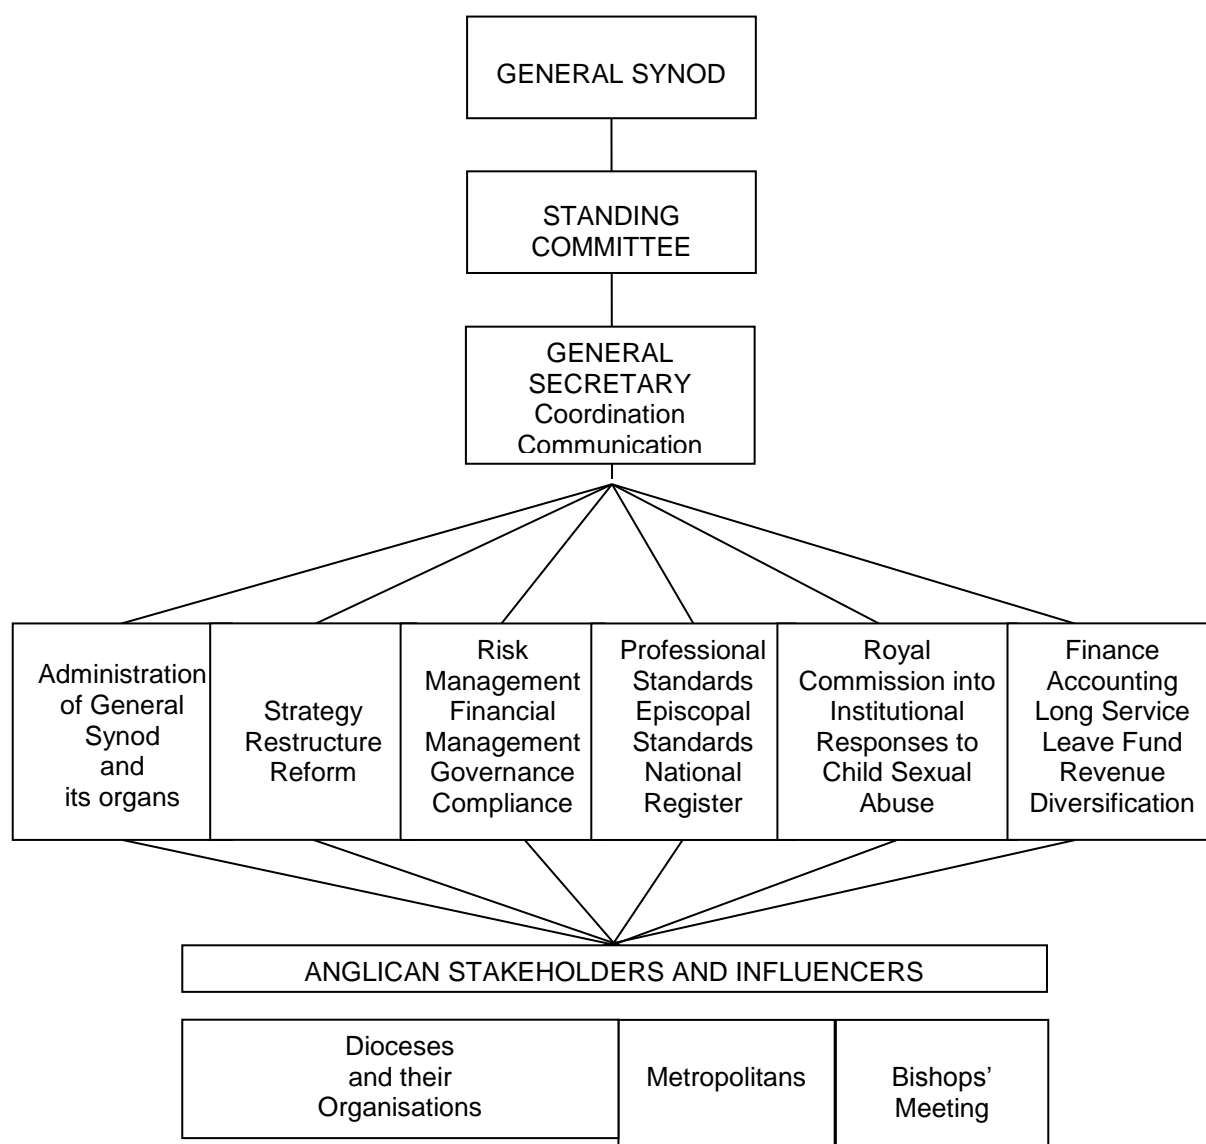 GENERAL SYNOD
STANDING
COMMITTEE
GENERAL
SECRETARY
Coordination
Communication
Administration
of General
Synod
and
its organs
Strategy
Restructure
Reform
Risk
Management
Financial
Management
Governance
Compliance
Professional
Standards
Episcopal
Standards
National
Register
Royal
Commission into
Institutional
Responses to
Child Sexual
Abuse
Finance
Accounting
Long Service
Leave Fund
Revenue
Diversification
ANGLICAN STAKEHOLDERS AND INFLUENCERS
Dioceses
and their
Organisations
Metropolitans
Bishops’
Meeting